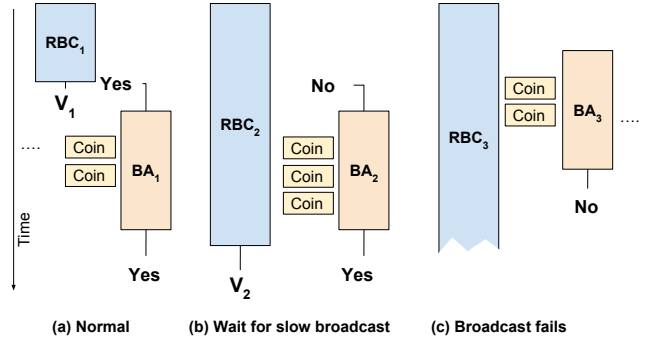 RBC1
Yes
V1
....
Coin
Coin
BA1
Time
Yes
(a) Normal
RBC2
No
Coin
Coin
Coin
BA2
V2
Yes
(b) Wait for slow broadcast
RBC3
Coin
Coin
BA3
....
No
(c) Broadcast fails